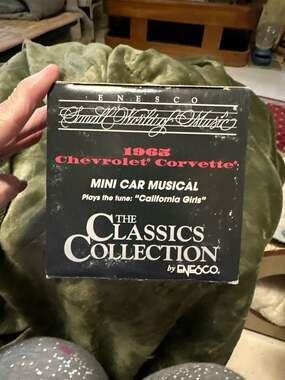 ENESCO
Small World of Music
1965
Chevrolet® Corvette®
MINI CAR MUSICAL
Plays the tune: "California Girls"
THE
CLASSICS
COLLECTION
by ENESCO.